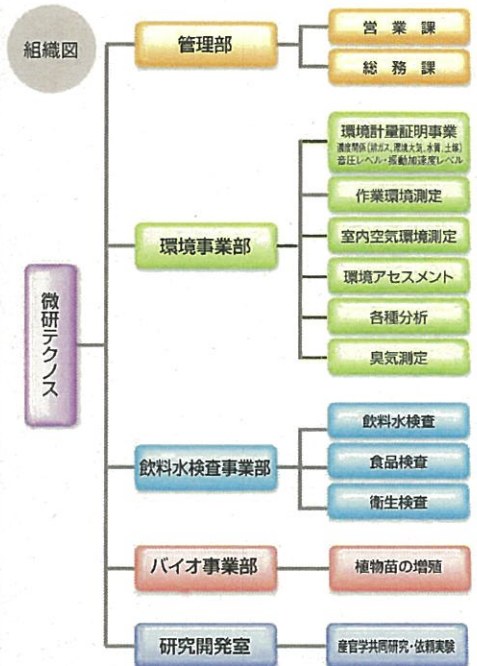 組織図
微研テクノス
管理部
営業課
総務課
環境事業部
環境計量証明事業
濃度関係(排ガス、環境大気、水質、土壌)
音圧レベル・振動加速度レベル
作業環境測定
室内空気環境測定
環境アセスメント
各種分析
臭気測定
飲料水検査事業部
飲料水検査
食品検査
衛生検査
バイオ事業部
植物苗の増殖
研究開発室
産官学共同研究・依頼実験